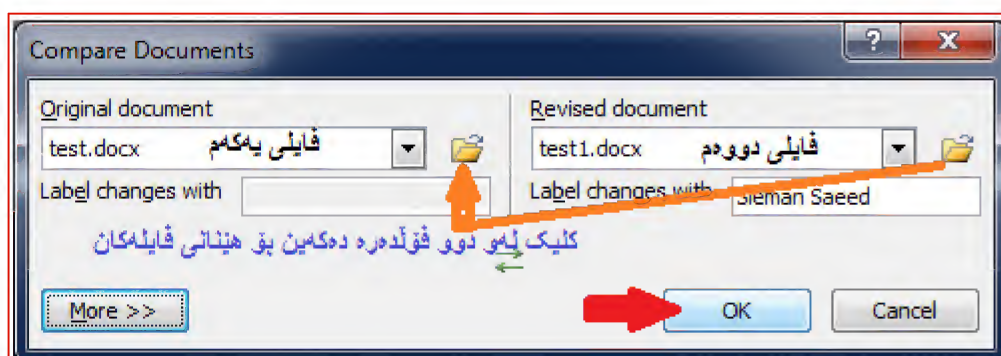 Compare Documents
Original document
Revised document
test.docx فایلی یەکەم
test1.docx فایلی دووەم
Label changes with
Label changes with Sleman Saeed
کلیک لەو دوو فۆڵدەرە دەکەین بۆ هێنانی فایلەکان
More >>
OK
Cancel